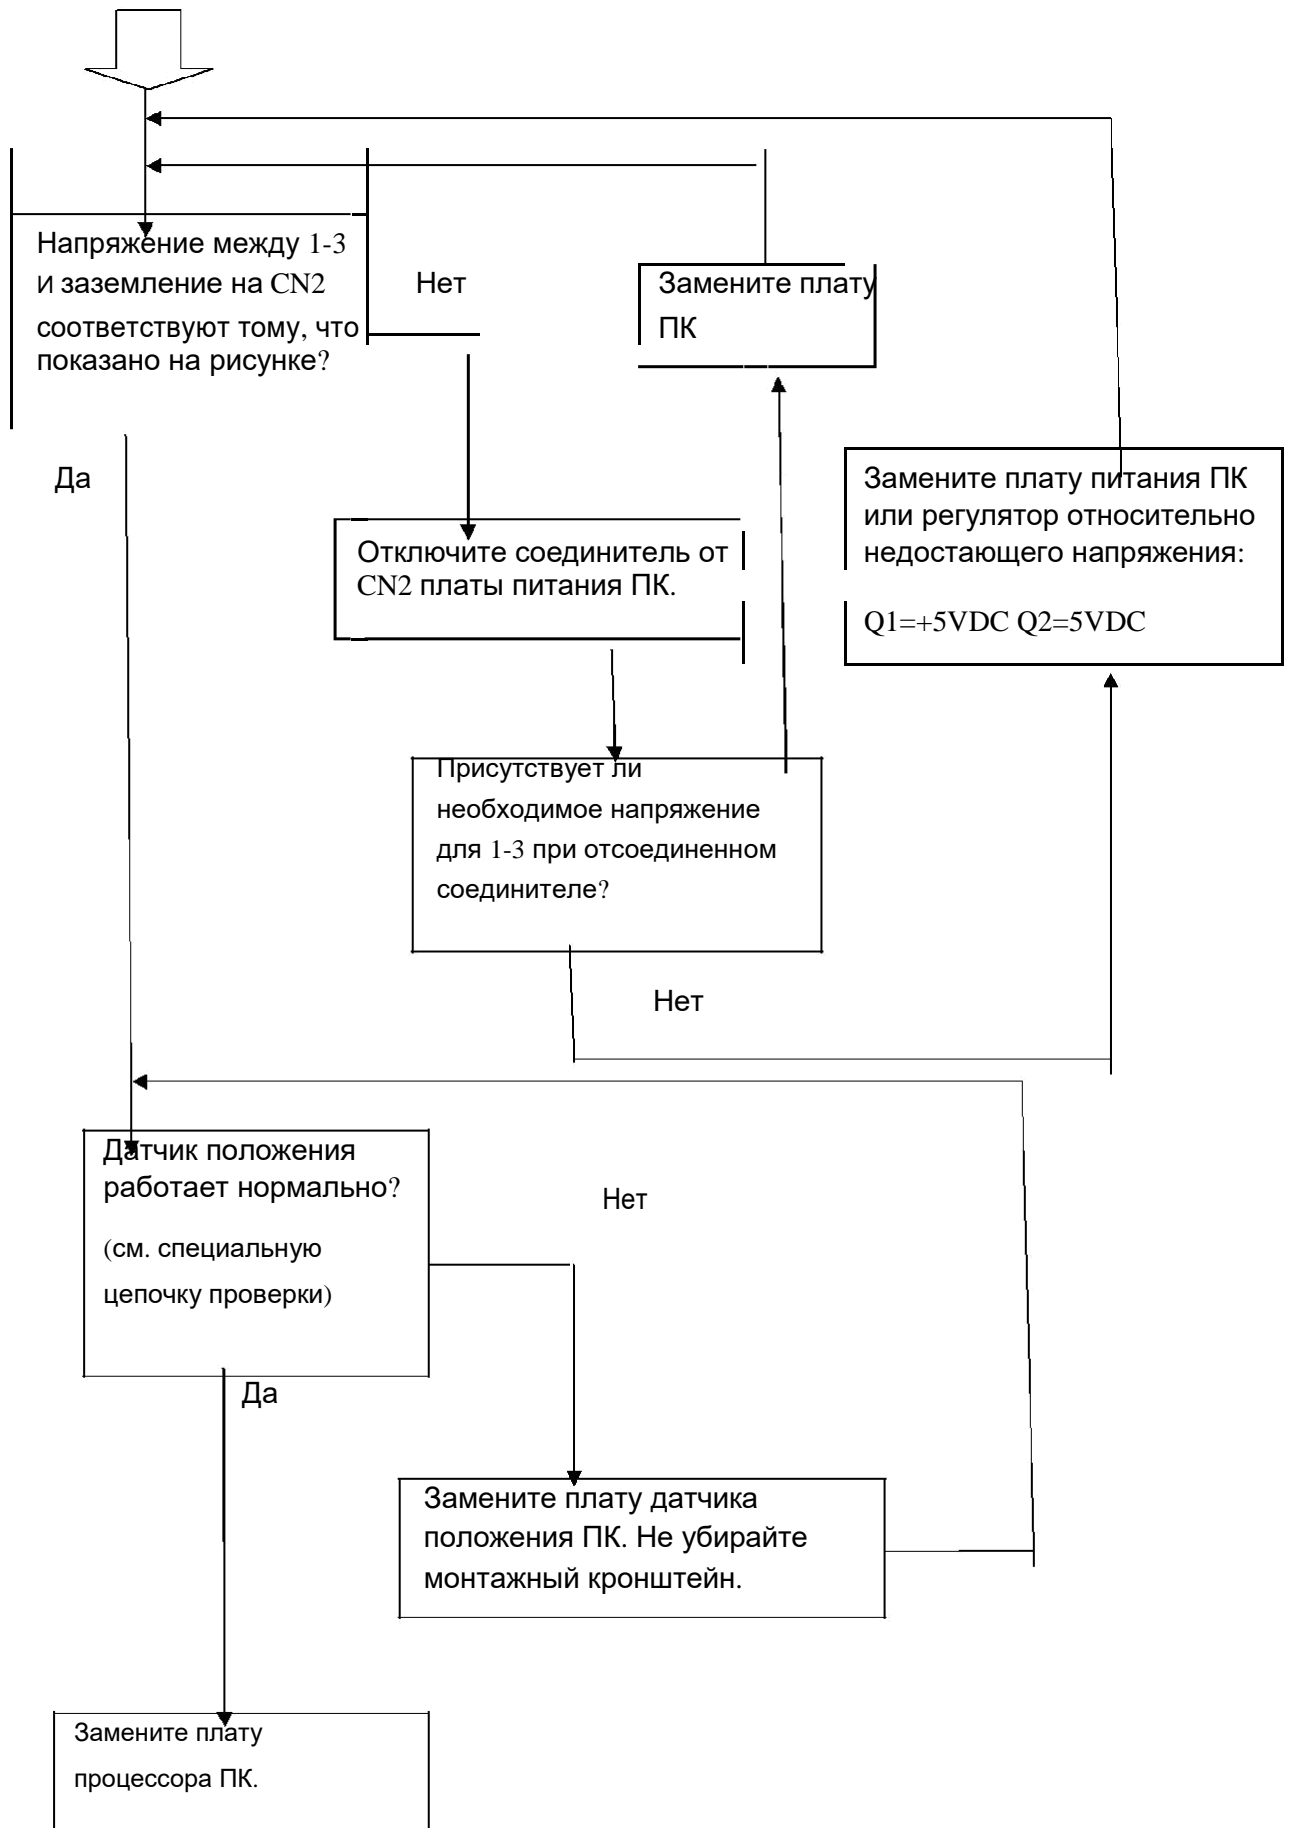 Напряжение между 1-3
И заземление на CN2
соответствуют тому, что
показано на рисунке?
Нет
Замените плату
ПК
Да
Замените плату питания ПК
или регулятор относительно
недостающего напряжения:
Q1=+5VDC Q2=5VDC
Отключите соединитель от
CN2 платы питания ПК.
Присутствует ли
необходимое напряжение
для 1-3 при отсоединенном
соединителе?
Нет
Датчик положения
работает нормально?
(см. специальную
цепочку проверки)
Нет
Да
Замените плату датчика
положения ПК. Не убирайте
монтажный кронштейн.
Замените плату
процессора ПК.